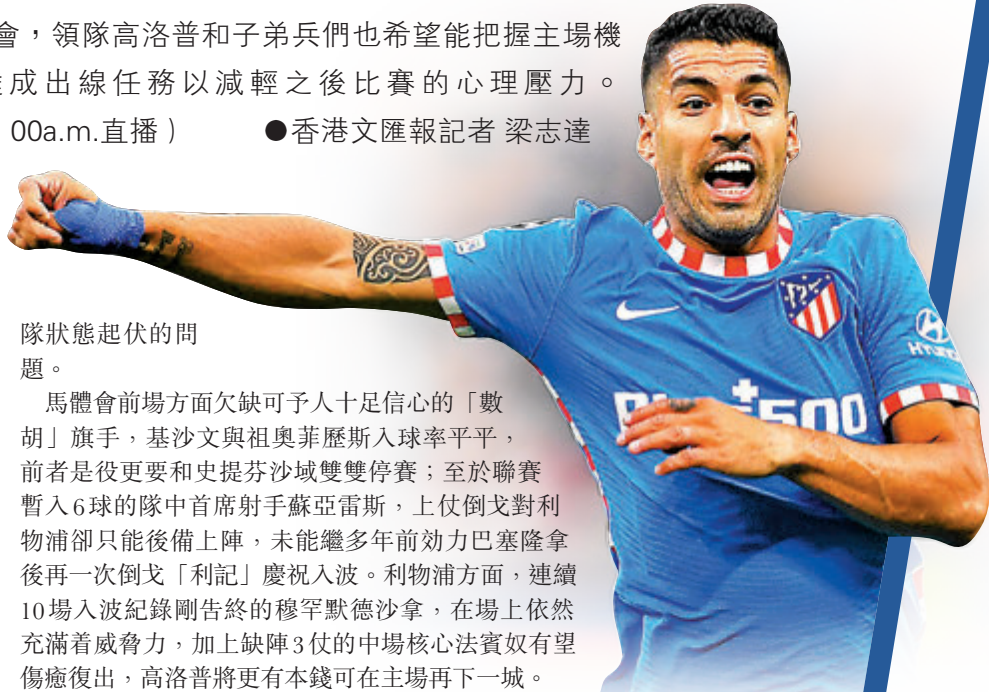 會，領隊高洛普和子弟兵們也希望能把握主場機
成出線任務以減輕之後比賽的心理壓力。
00a.m.直播） ●香港文匯報記者 梁志達
隊狀態起伏的問
題。
馬體會前場方面欠缺可予人十足信心的「數
胡」旗手，基沙文與祖奧菲歷斯入球率平平，
前者是役更要和史提芬沙域雙雙停賽；至於聯賽
暫入6球的隊中首席射手蘇亞雷斯，上仗倒戈對利
物浦卻只能後備上陣，未能繼多年前効力巴塞隆拿
後再一次倒戈「利記」慶祝入波。利物浦方面，連續
10場入波紀錄剛告終的穆罕默德沙拿，在場上依然
充滿着威脅力，加上缺陣3仗的中場核心法賓奴有望
傷癒復出，高洛普將更有本錢可在主場再下一城。
500